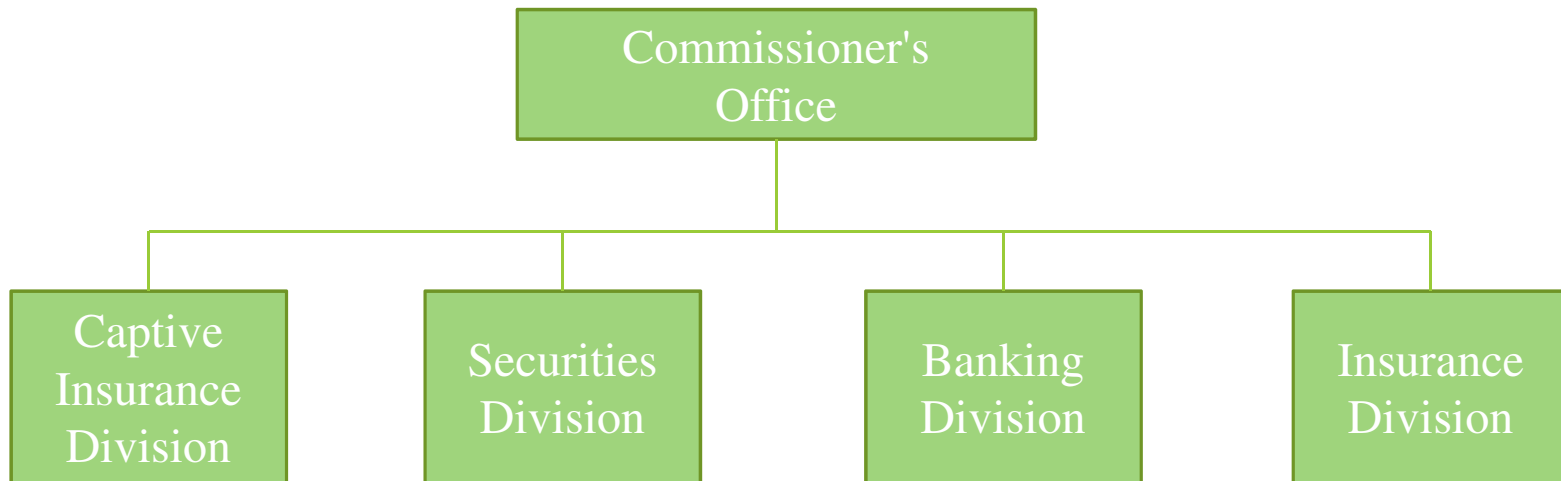 Commissioner's
Office
Captive
Insurance
Division
Securities
Division
Banking
Division
Insurance
Division